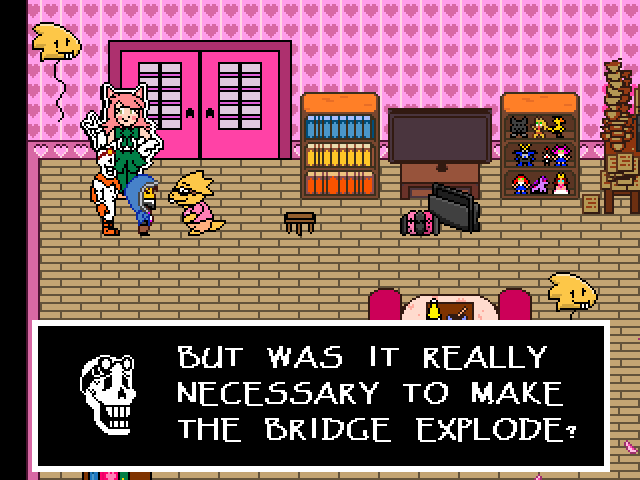 BUT WAS IT REALLY
NECESSARY TO MAKE
THE BRIDGE EXPLODE?